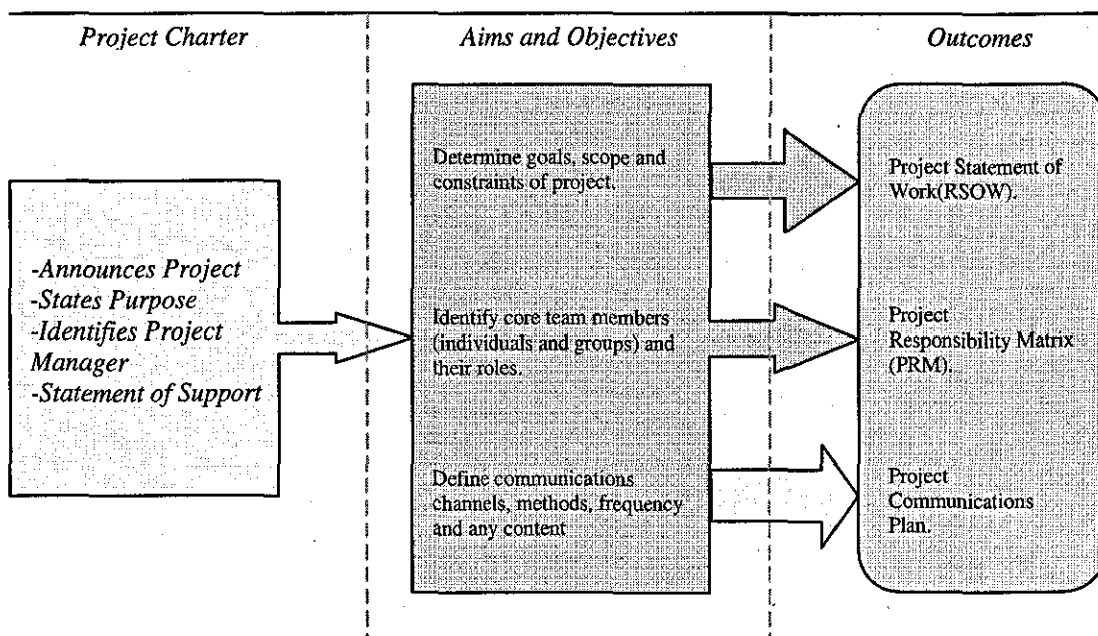 Project Charter
Aims and Objectives
Outcomes
-Announces Project
-States Purpose
-Identifies Project
Manager
-Statement of Support
Determine goals, scope and
constraints of project.
Identify core team members
(individuals and groups) and
their roles.
Define communications
channels, methods, frequency
and any content
Project Statement of
Work(RSOW).
Project
Responsibility Matrix
(PRM).
Project
Communications
Plan.